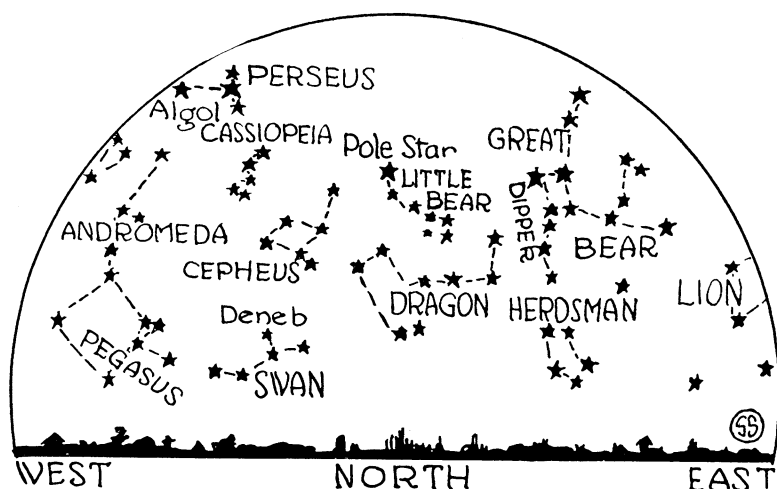 PERSEUS
Algol
CASSIOPEIA
GREAT
Pole Star
LITTLE
BEAR
DIPPER
ANDROMEDA
BEAR
CEPHEUS
DRAGON
HERDSMAN
LION
Deneb
PEGASUS
SWAN
SS
WEST NORTH EAST